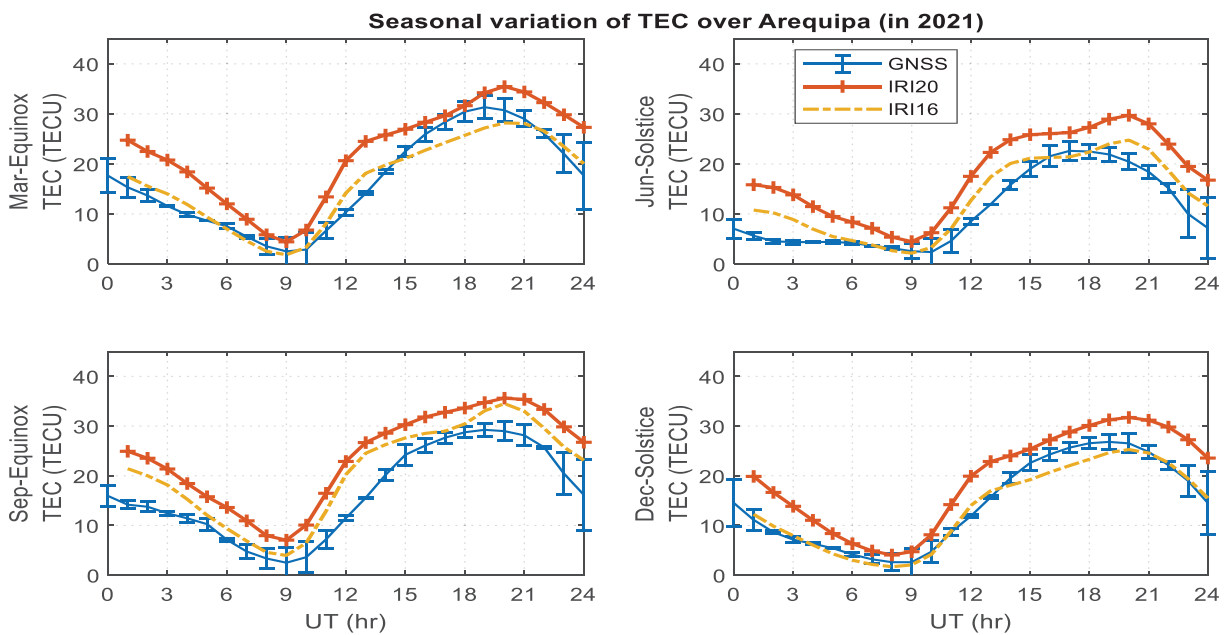 Seasonal variation of TEC over Arequipa (in 2021)
Mar-Equinox
TEC (TECU)
40
30
20
10
0
0 3 6 9 12 15 18 21 24
Jun-Solstice
TEC (TECU)
40
30
20
10
0
0 3 6 9 12 15 18 21 24
GNSS
IRI20
IRI16
Sep-Equinox
TEC (TECU)
40
30
20
10
0
0 3 6 9 12 15 18 21 24
UT (hr)
Dec-Solstice
TEC (TECU)
40
30
20
10
0
0 3 6 9 12 15 18 21 24
UT (hr)